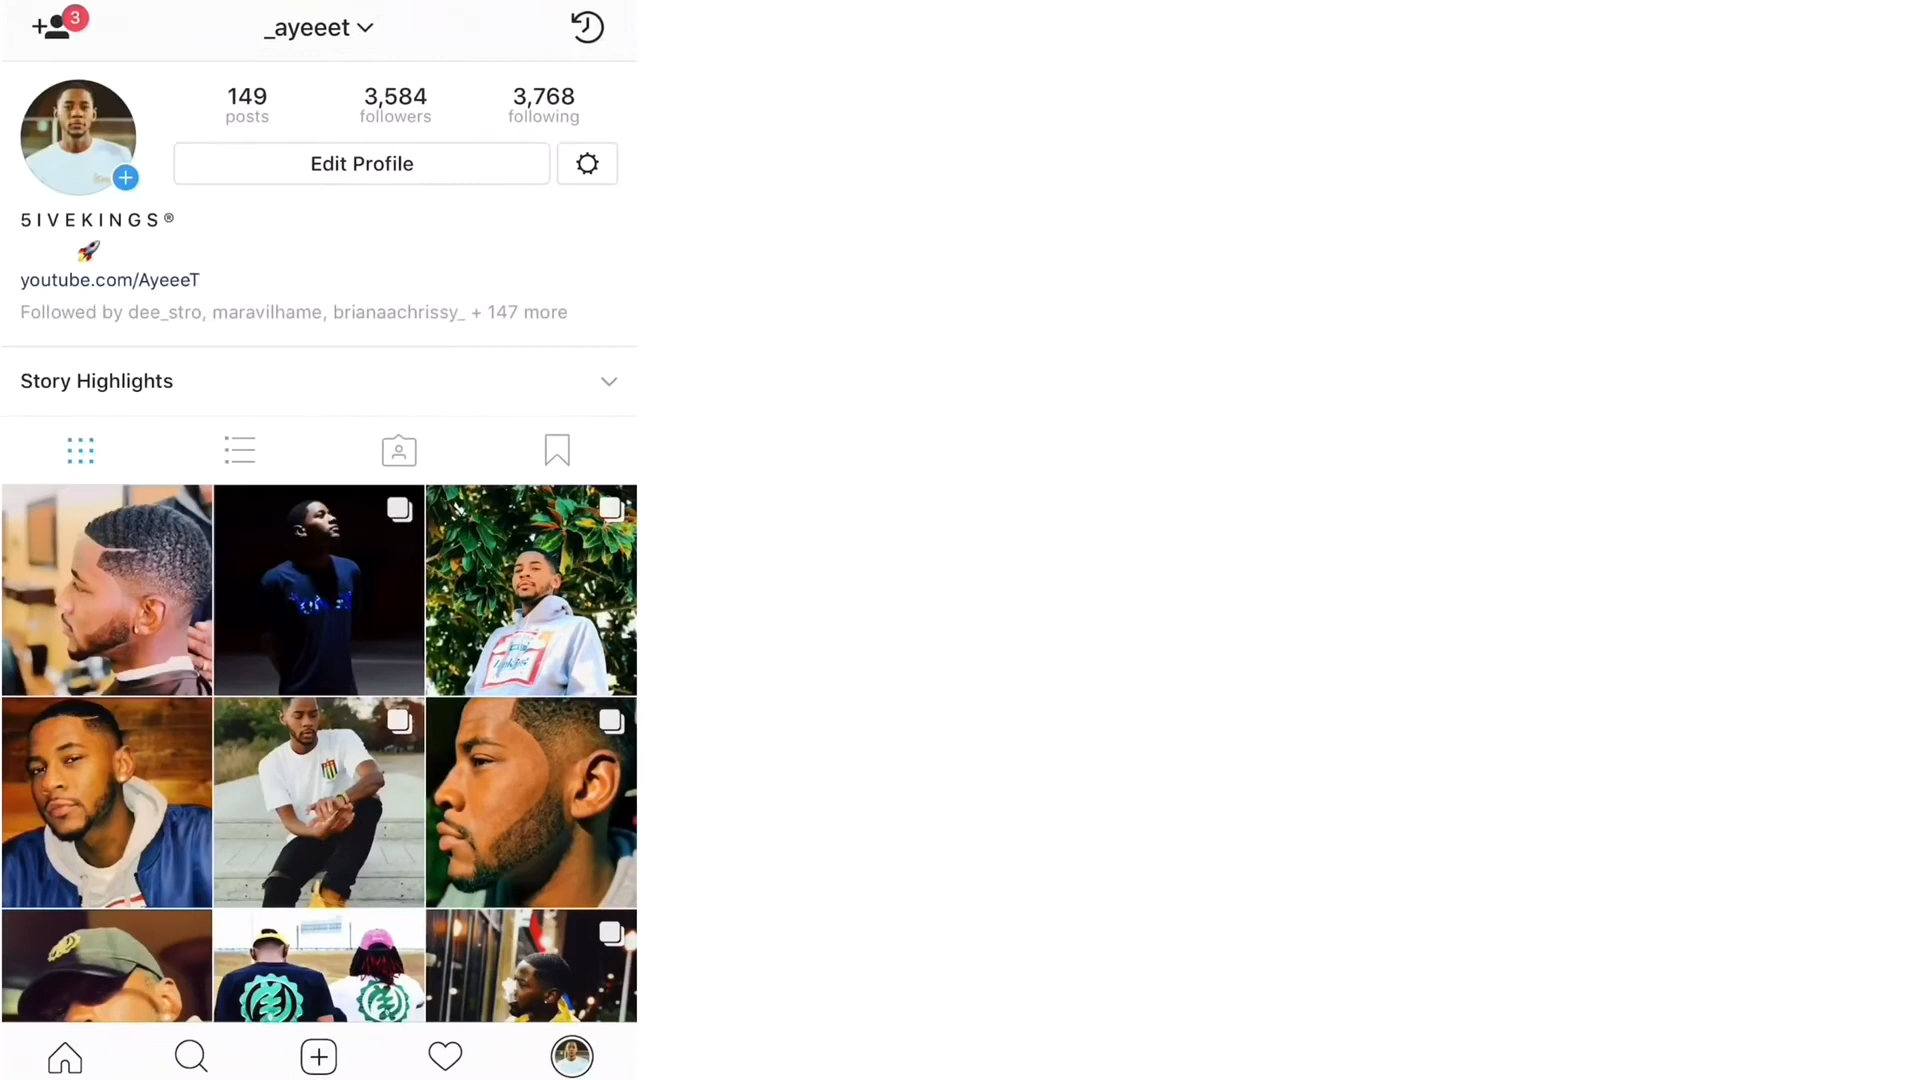 3
_ayeeet
149
3,584
3,768
posts
followers
following
Edit Profile
5IVEKINGS®
youtube.com/AyeeeT
Followed by dee_stro, maravilhame, brianaachrissy_ + 147 more
Story Highlights